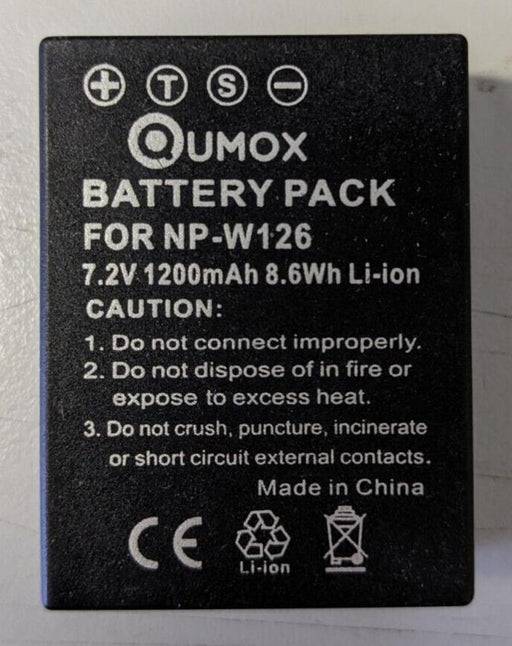 + T S −
QUMOX
BATTERY PACK
FOR NP-W126
7.2V 1200mAh 8.6Wh Li-ion
CAUTION:
1. Do not connect improperly.
2. Do not dispose of in fire or
expose to excess heat.
3. Do not crush, puncture, incinerate
or short circuit external contacts.
Made in China
CE
Li-ion